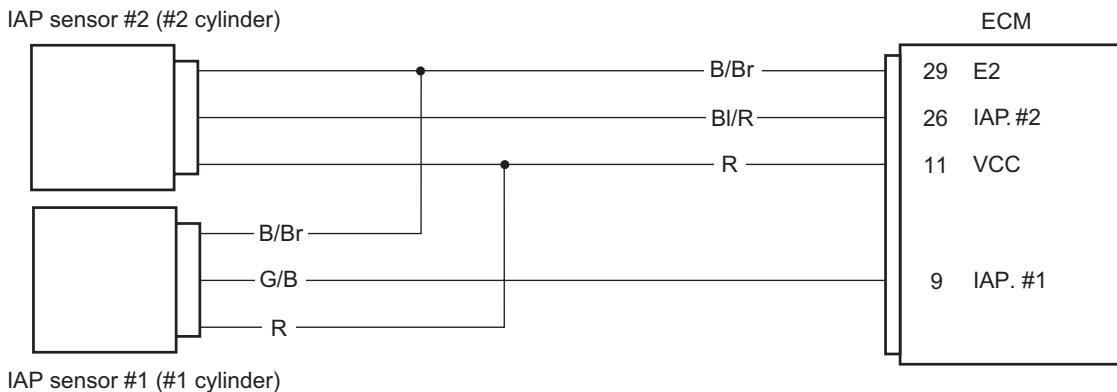 IAP sensor #2 (#2 cylinder)
ECM
B/Br
29 E2
Bl/R
26 IAP. #2
R
11 VCC
B/Br
G/B
9 IAP. #1
R
IAP sensor #1 (#1 cylinder)